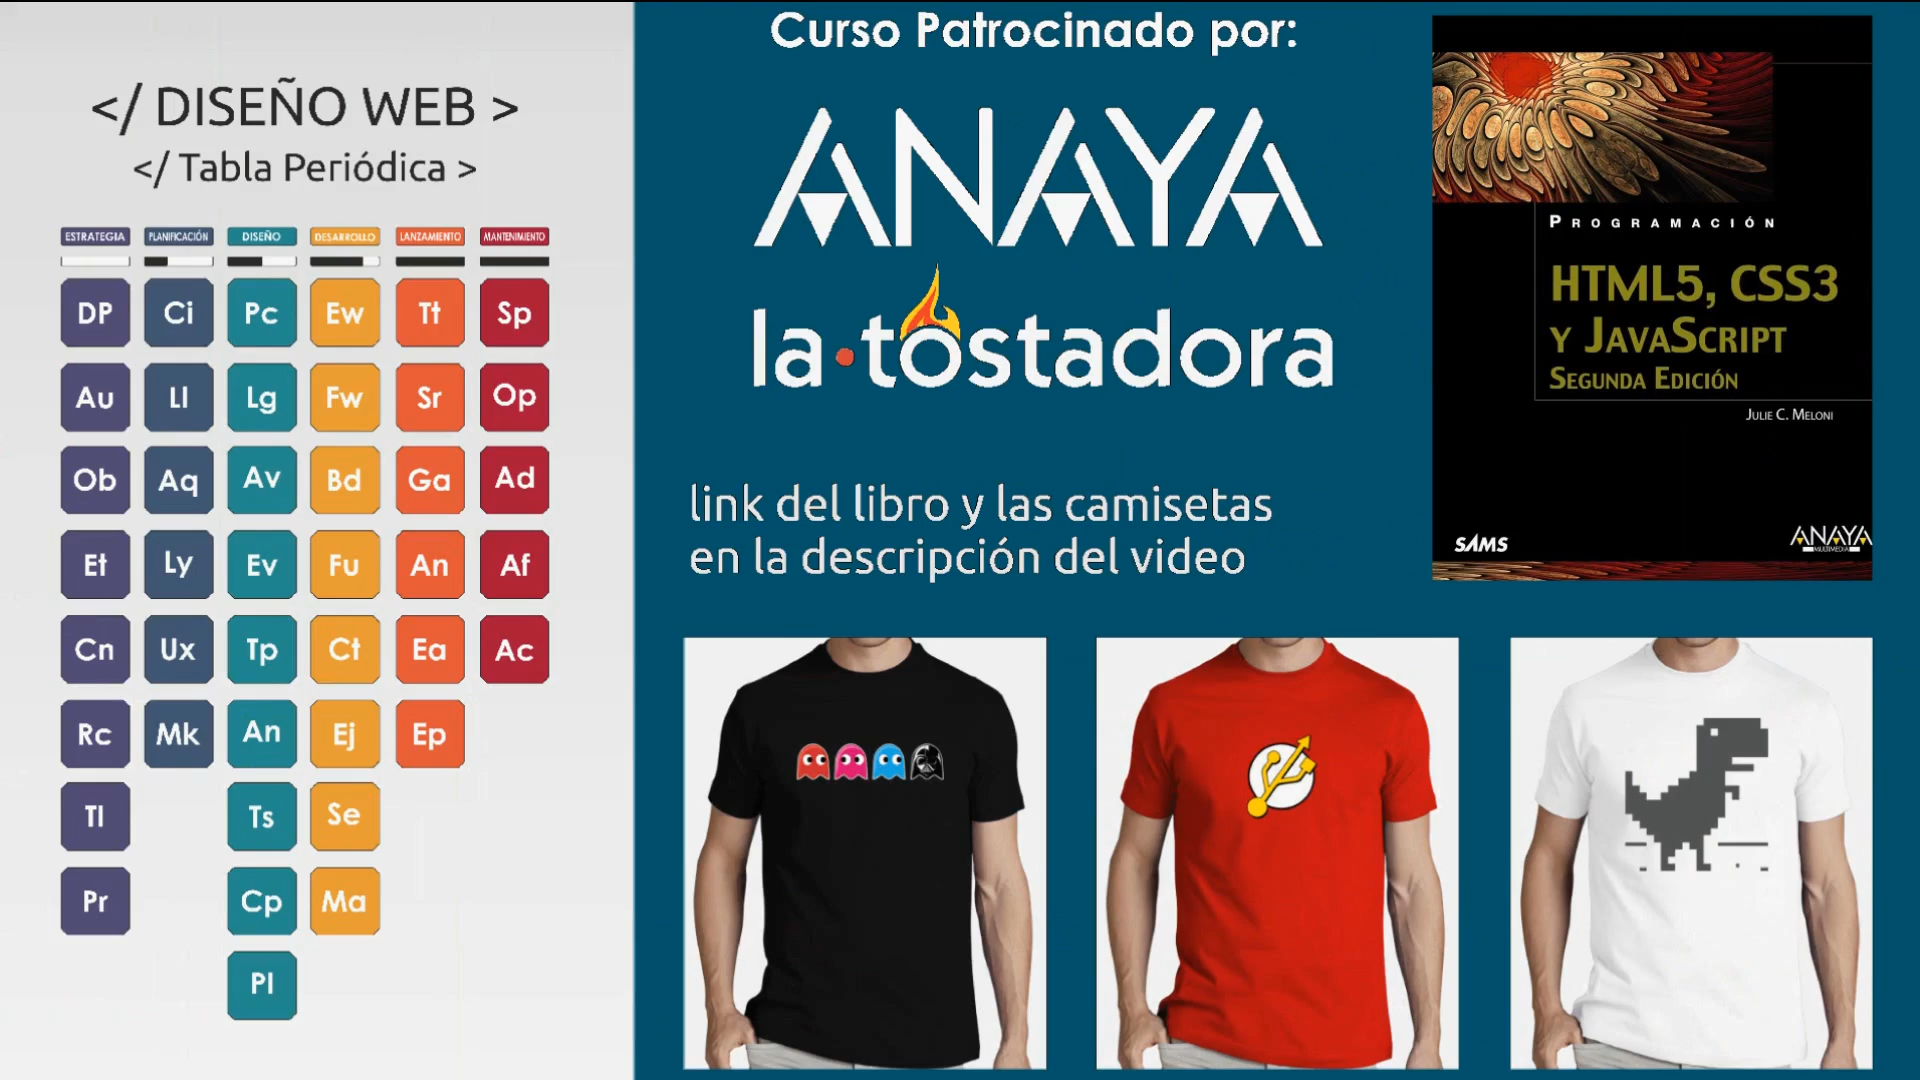 </ DISEÑO WEB >
</ Tabla Periódica >
ESTRATEGIA PLANIFICACIÓN DISEÑO DESARROLLO LANZAMIENTO MANTENIMIENTO
DP Ci Pc Ew Tt Sp
Au Ll Lg Fw Sr Op
Ob Aq Av Bd Ga Ad
Et Ly Ev Fu An Af
Cn Ux Tp Ct Ea Ac
Rc Mk An Ej Ep
Tl Ts Se
Pr Cp Ma
Pl
Curso Patrocinado por:
ANAYA
la·tostadora
link del libro y las camisetas
en la descripción del video
PROGRAMACIÓN
HTML5, CSS3
Y JAVASCRIPT
SEGUNDA EDICIÓN
JULIE C. MELONI
SAMS
ANAYA
MULTIMEDIA